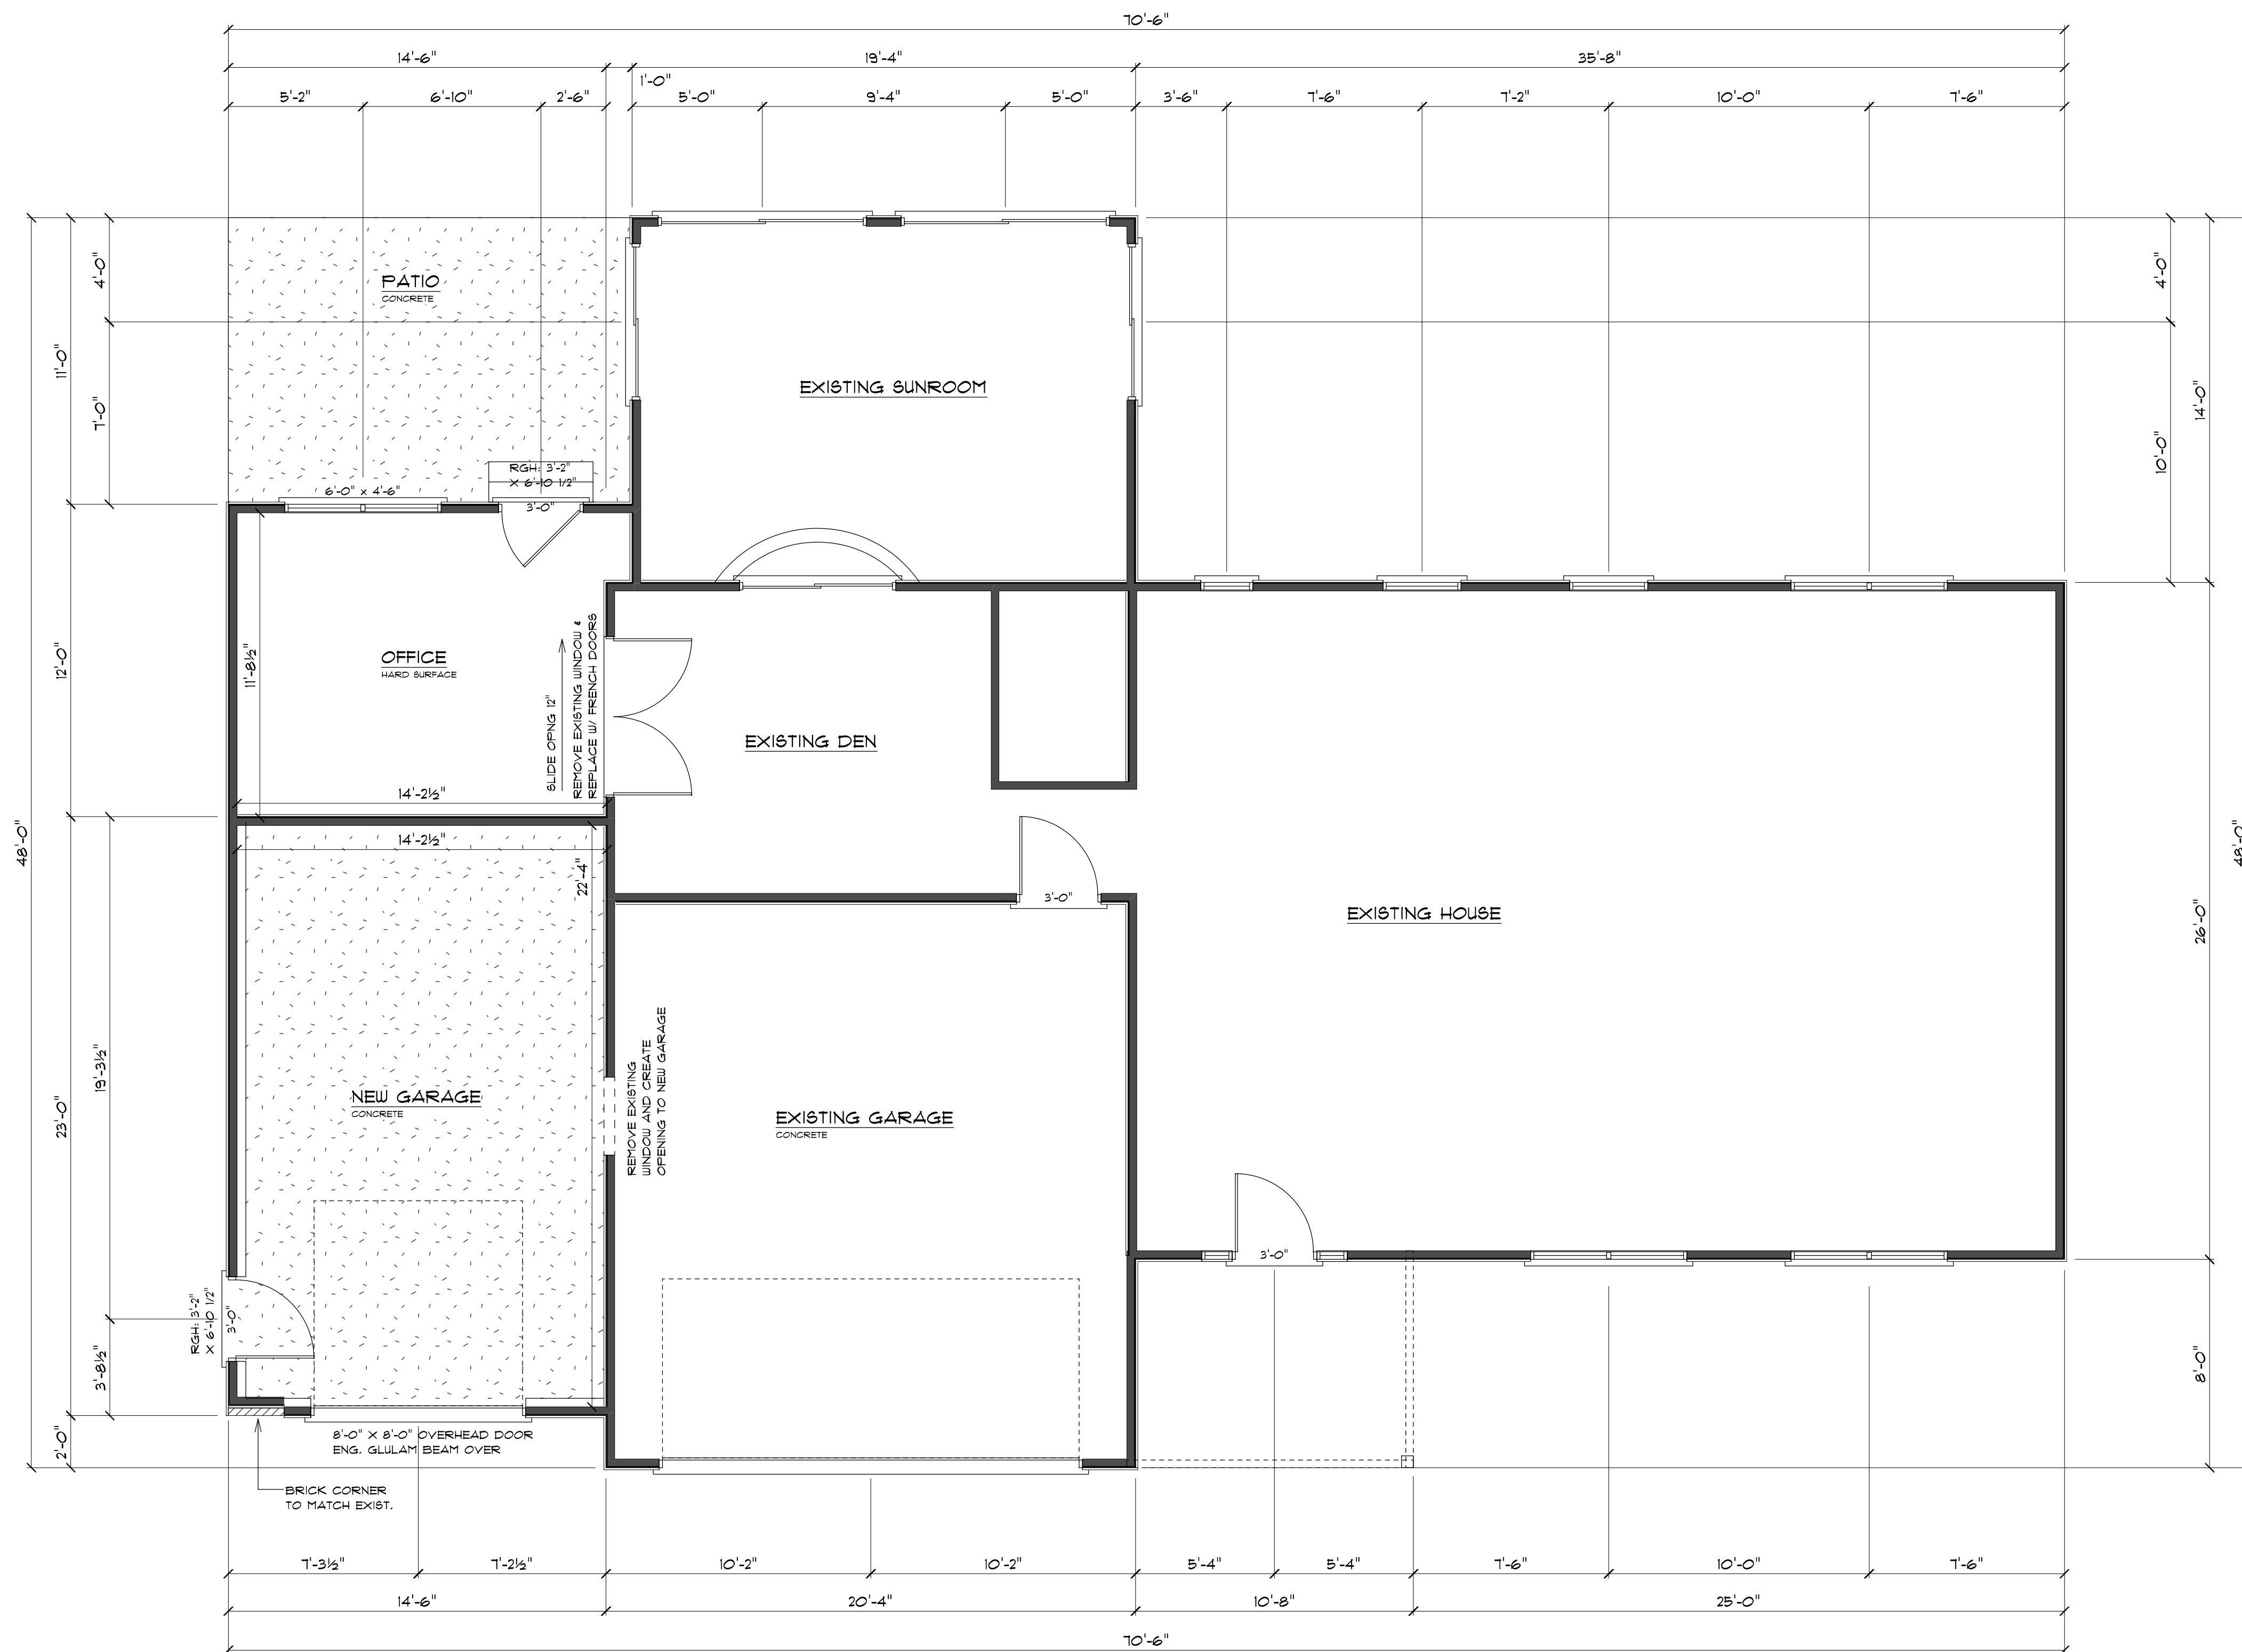 70'-6"
14'-6"
19'-4"
35'-8"
1'-0"
5'-2"
6'-10"
2'-6"
5'-0"
9'-4"
5'-0"
3'-6"
7'-6"
7'-2"
10'-0"
7'-6"
4'-0"
7'-0"
11'-0"
12'-0"
48'-0"
19'-3½"
23'-0"
3'-8½"
2'-0"
PATIO
CONCRETE
RGH: 3'-2"
X 6'-10 1/2"
6'-0" x 4'-6"
3'-0"
EXISTING SUNROOM
4'-0"
14'-0"
10'-0"
48'-0"
26'-0"
8'-0"
OFFICE
HARD SURFACE
11'-8½"
14'-2½"
SLIDE OPNG 12"
REMOVE EXISTING WINDOW &
REPLACE W/ FRENCH DOORS
EXISTING DEN
14'-2½"
22'-4"
3'-0"
EXISTING HOUSE
NEW GARAGE
CONCRETE
REMOVE EXISTING
WINDOW AND CREATE
OPENING TO NEW GARAGE
EXISTING GARAGE
CONCRETE
3'-0"
RGH: 3'-2"
X 6'-10 1/2"
3'-0"
8'-0" X 8'-0" OVERHEAD DOOR
ENG. GLULAM BEAM OVER
BRICK CORNER
TO MATCH EXIST.
7'-3½"
7'-2½"
10'-2"
10'-2"
5'-4"
5'-4"
7'-6"
10'-0"
7'-6"
14'-6"
20'-4"
10'-8"
25'-0"
70'-6"